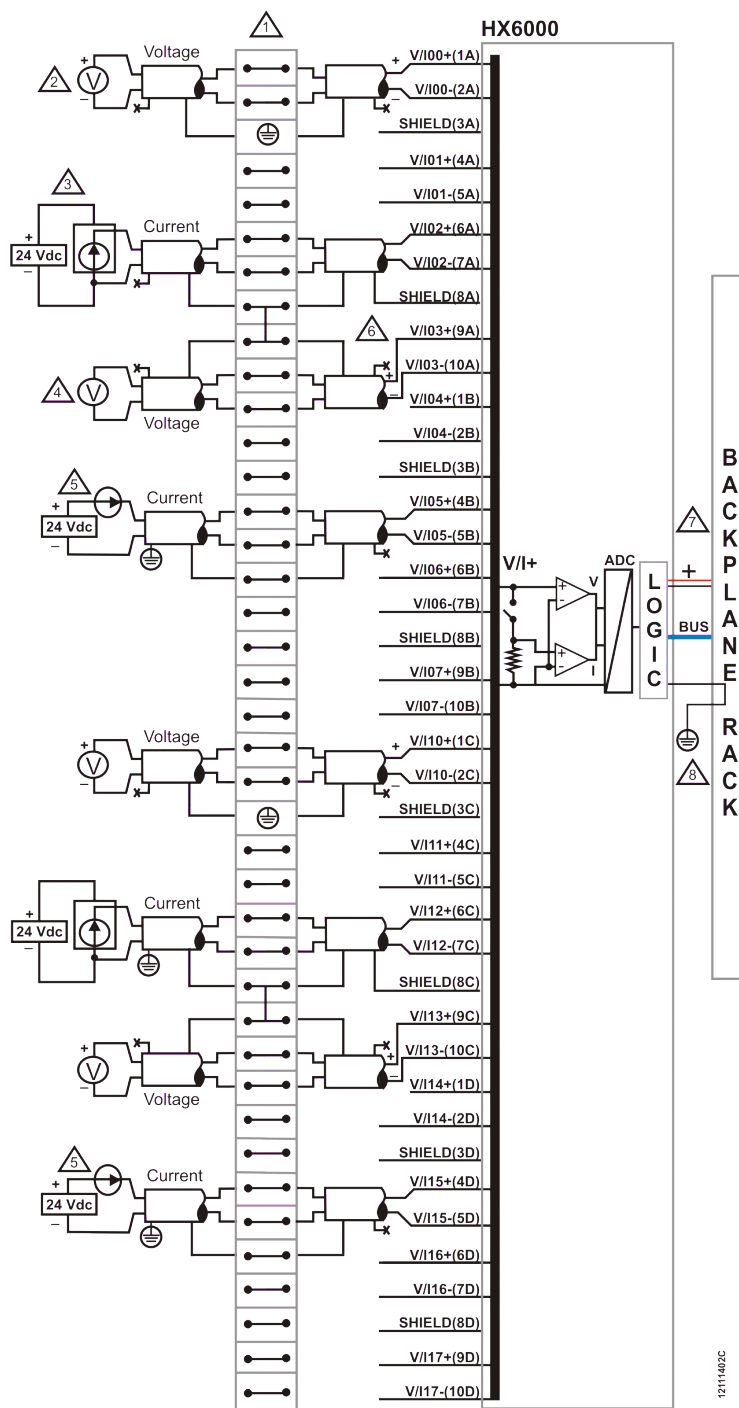 1
HX6000
Voltage
2
+
V
–
+
–
V/I00+(1A)
V/I00-(2A)
SHIELD(3A)
V/I01+(4A)
V/I01-(5A)
3
Current
+
24 Vdc
–
V/I02+(6A)
V/I02-(7A)
SHIELD(8A)
6
V/I03+(9A)
V/I03-(10A)
4
+
V
–
Voltage
+
–
V/I04+(1B)
V/I04-(2B)
SHIELD(3B)
5
Current
+
24 Vdc
–
V/I05+(4B)
V/I05-(5B)
V/I06+(6B)
V/I06-(7B)
SHIELD(8B)
V/I07+(9B)
V/I07-(10B)
V/I+
+
–
V
+
–
I
ADC
LOGIC
7
+
BUS
8
BACKPLANE RACK
Voltage
+
V
–
+
–
V/I10+(1C)
V/I10-(2C)
SHIELD(3C)
V/I11+(4C)
V/I11-(5C)
Current
+
24 Vdc
–
V/I12+(6C)
V/I12-(7C)
SHIELD(8C)
V/I13+(9C)
V/I13-(10C)
+
V
–
Voltage
+
–
V/I14+(1D)
V/I14-(2D)
SHIELD(3D)
5
Current
+
24 Vdc
–
V/I15+(4D)
V/I15-(5D)
V/I16+(6D)
V/I16-(7D)
SHIELD(8D)
V/I17+(9D)
V/I17-(10D)
12111402C